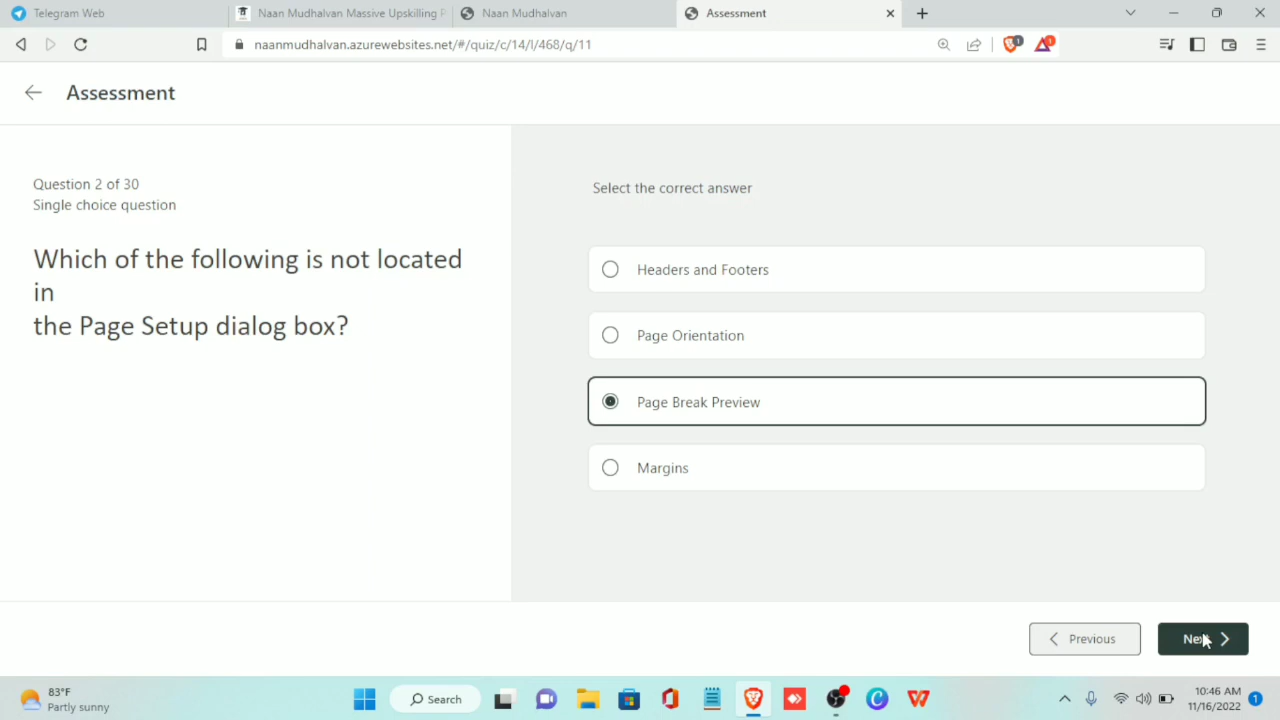 Telegram Web
Naan Mudhalvan Massive Upskilling P
Naan Mudhalvan
Assessment
naanmudhalvan.azurewebsites.net/#/quiz/c/14/l/468/q/11
1
1
Assessment
Question 2 of 30
Single choice question
Which of the following is not located
in
the Page Setup dialog box?
Select the correct answer
Headers and Footers
Page Orientation
Page Break Preview
Margins
Previous
Next
83°F
Partly sunny
Search
10:46 AM
11/16/2022
1